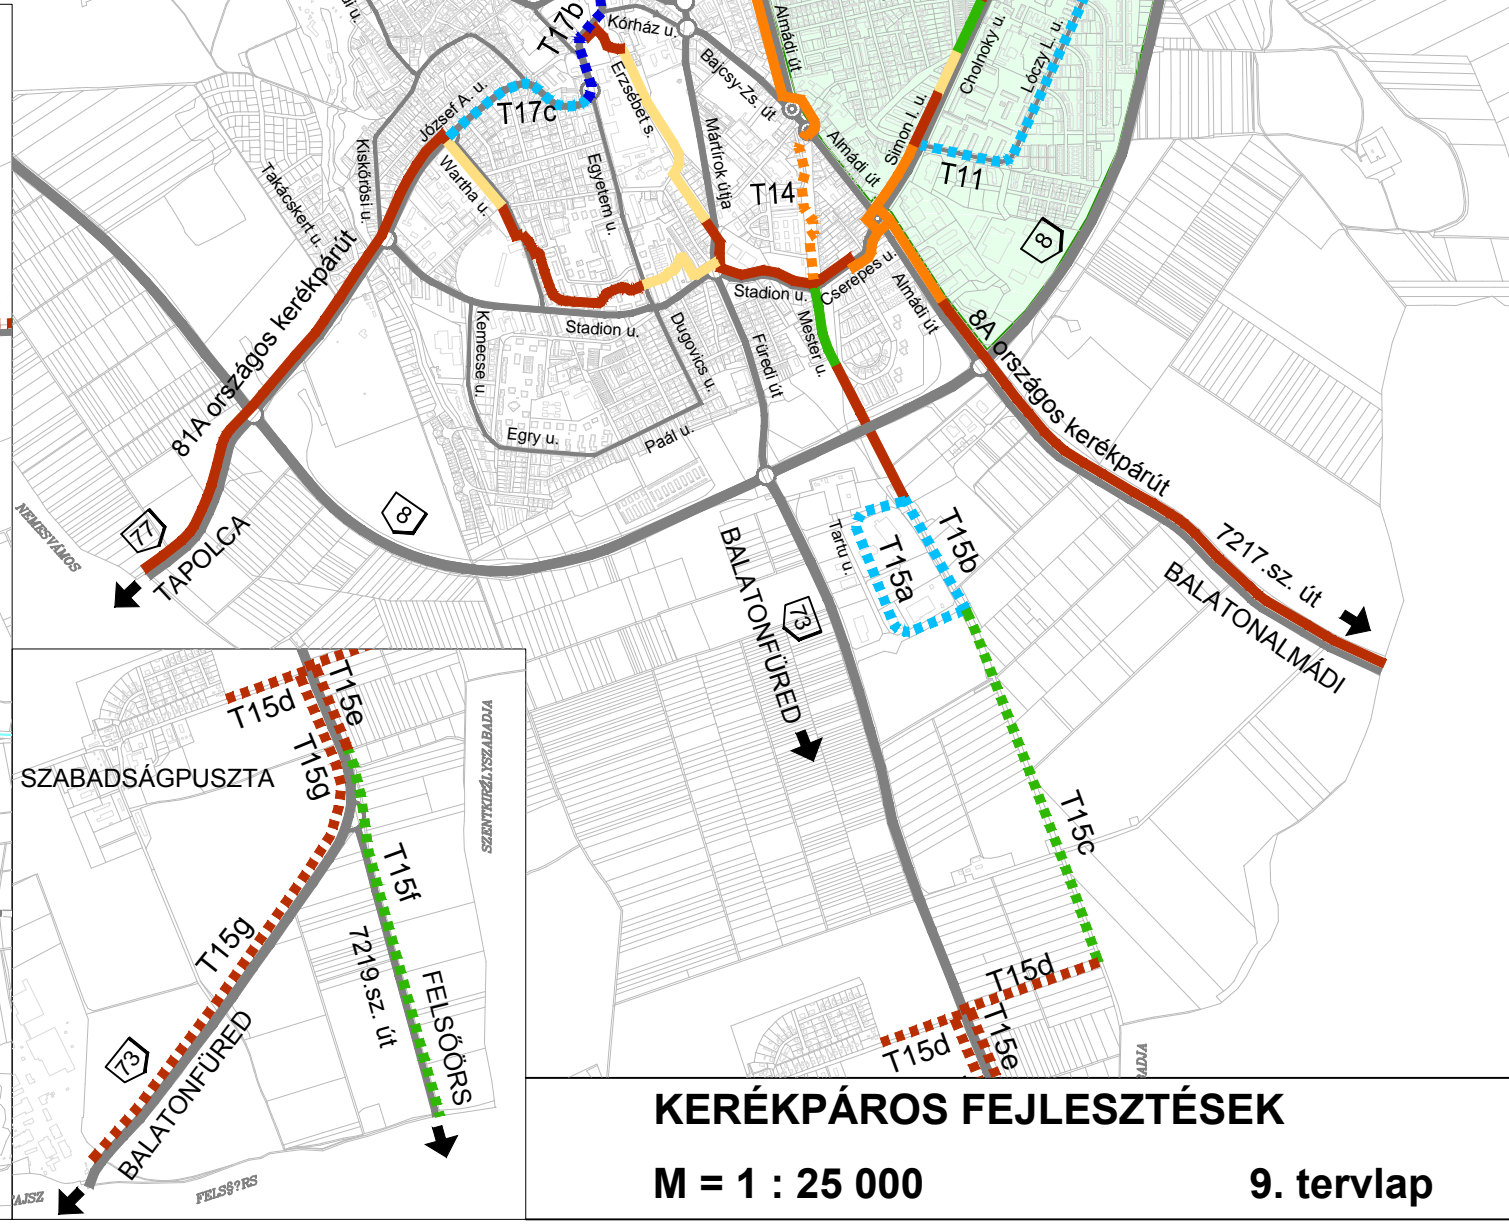 T17b
Kórház u.
Almádi út
Cholnoky u.
Lóczy L. u.
Bajcsy-Zs. út
Erzsébet s.
József A. u.
T17c
Mártírok útja
Simon I. u.
Almádi út
T11
Kiskőrösi u.
Wartha u.
Egyetem u.
T14
Takácskert u.
8
81A országos kerékpárút
Stadion u.
Cserepes u.
Almádi út
Stadion u.
Kemecse u.
Dugovics u.
Füredi út
Mester u.
8A országos kerékpárút
Egry u.
Paál u.
NEMESVÁMOS
77
TAPOLCA
8
BALATONFÜRED
73
Tartu u.
T15a
T15b
7217.sz. út
BALATONALMÁDI
T15c
T15d
T15d
T15e
T15d
T15e
T15g
SZABADSÁGPUSZTA
SZENTKIRÁLYSZABADJA
T15f
T15g
7219.sz. út
FELSŐÖRS
73
BALATONFÜRED
AJSZ
FELS§?RS
ADJA
KERÉKPÁROS FEJLESZTÉSEK
M = 1 : 25 000
9. tervlap